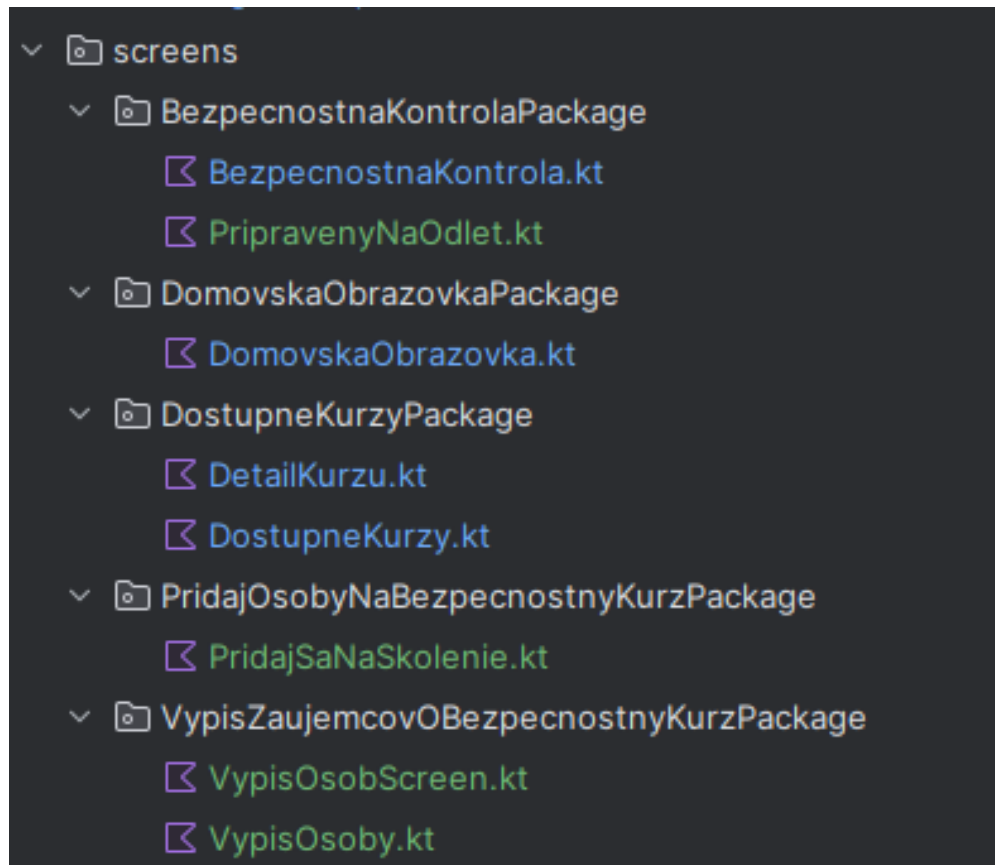 screens
BezpecnostnaKontrolaPackage
BezpecnostnaKontrola.kt
PripravenyNaOdlet.kt
DomovskaObrazovkaPackage
DomovskaObrazovka.kt
DostupneKurzyPackage
DetailKurzu.kt
DostupneKurzy.kt
PridajOsobyNaBezpecnostnyKurzPackage
PridajSaNaSkolenie.kt
VypisZaujemcovOBezpecnostnyKurzPackage
VypisOsobScreen.kt
VypisOsoby.kt